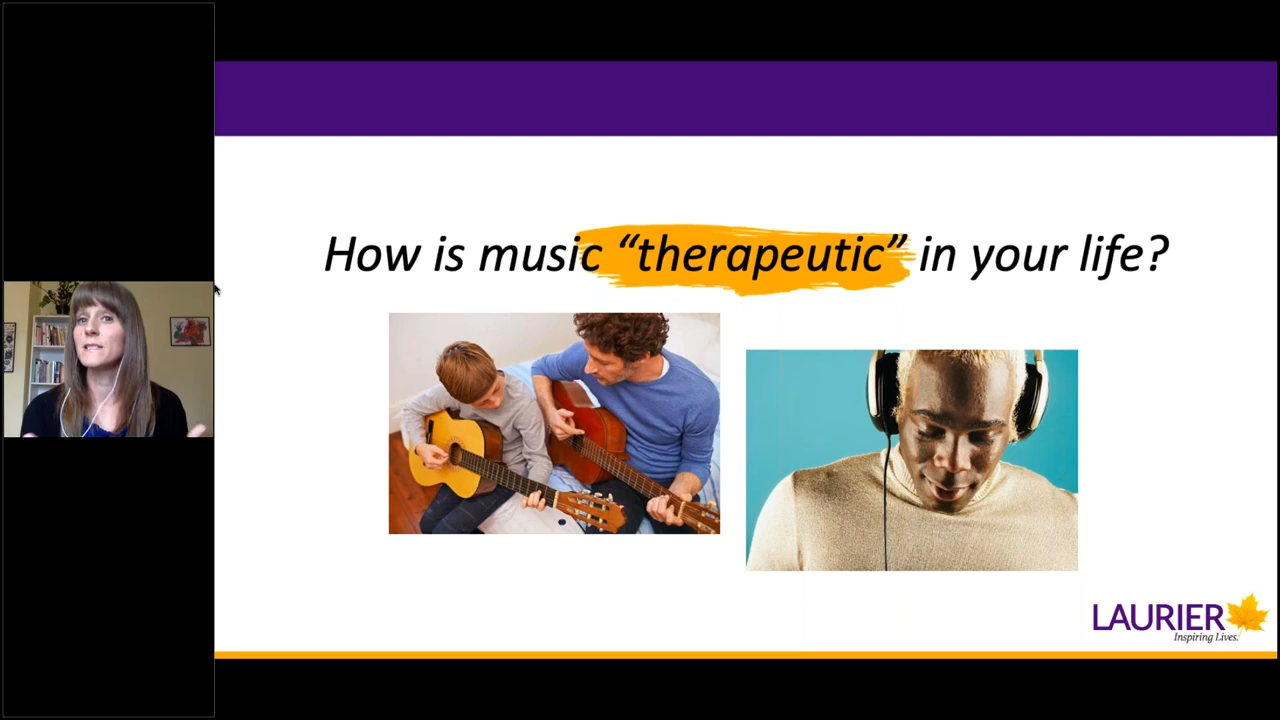 How is music “therapeutic” in your life?
LAURIER
Inspiring Lives.